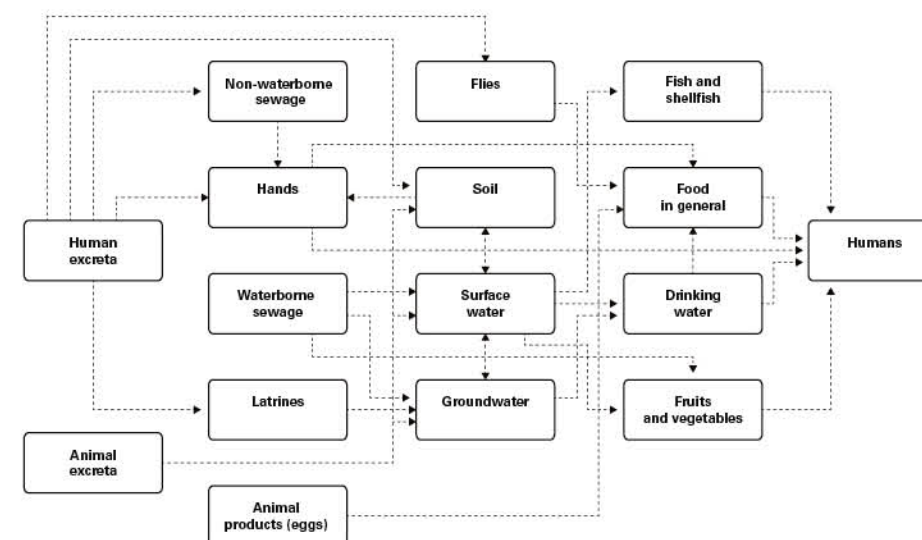 Non-waterborne
sewage
Flies
Fish and
shellfish
Hands
Soil
Food
in general
Human
excreta
Humans
Waterborne
sewage
Surface
water
Drinking
water
Latrines
Groundwater
Fruits
and vegetables
Animal
excreta
Animal
products (eggs)